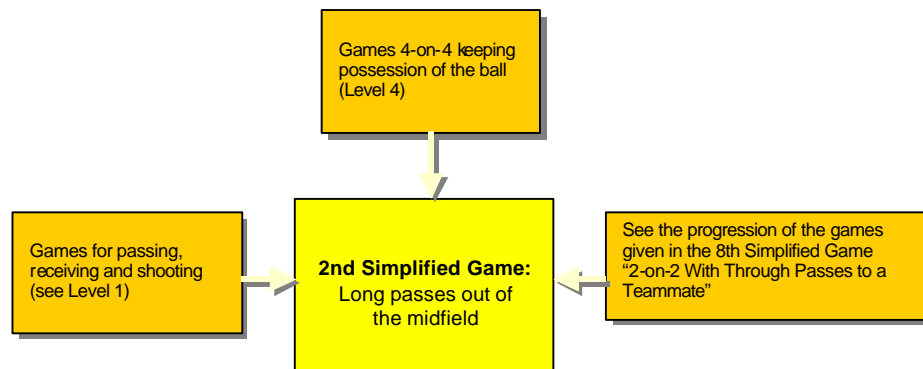 Games 4-on-4 keeping
possession of the ball
(Level 4)
Games for passing,
receiving and shooting
(see Level 1)
2nd Simplified Game:
Long passes out of
the midfield
See the progression of the games
given in the 8th Simplified Game
“2-on-2 With Through Passes to a
Teammate”